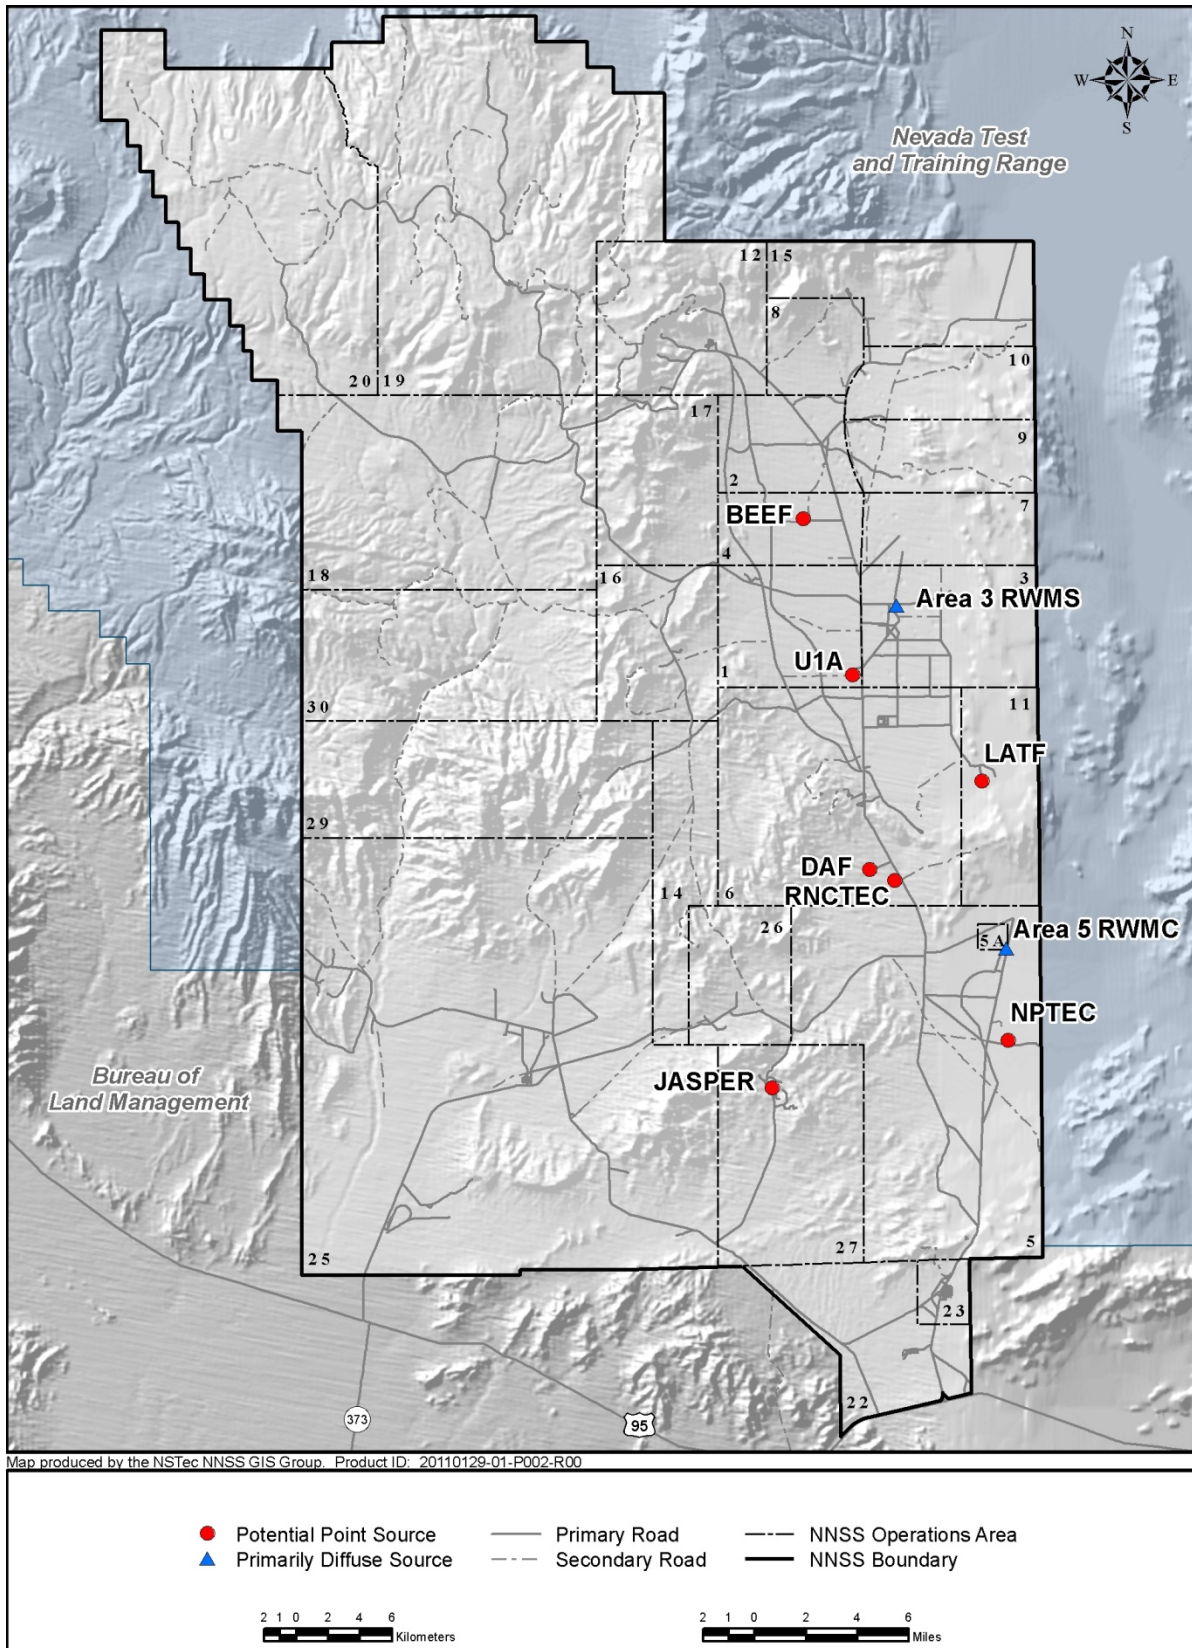 N
W E
S
Nevada Test
and Training Range
12 15
8
10
20 19
17
9
2
7
BEEF
4
18
16
3
Area 3 RWMS
U1A
1
11
30
LATF
29
DAF
14
6
RNCTEC
26
Area 5 RWMC
5A
NPTEC
Bureau of
Land Management
JASPER
25
27
5
23
22
373
95
Map produced by the NSTec NNSS GIS Group. Product ID: 20110129-01-P002-R00
Potential Point Source
Primary Road
NNSS Operations Area
Primarily Diffuse Source
Secondary Road
NNSS Boundary
2 1 0 2 4 6
Kilometers
2 1 0 2 4 6
Miles